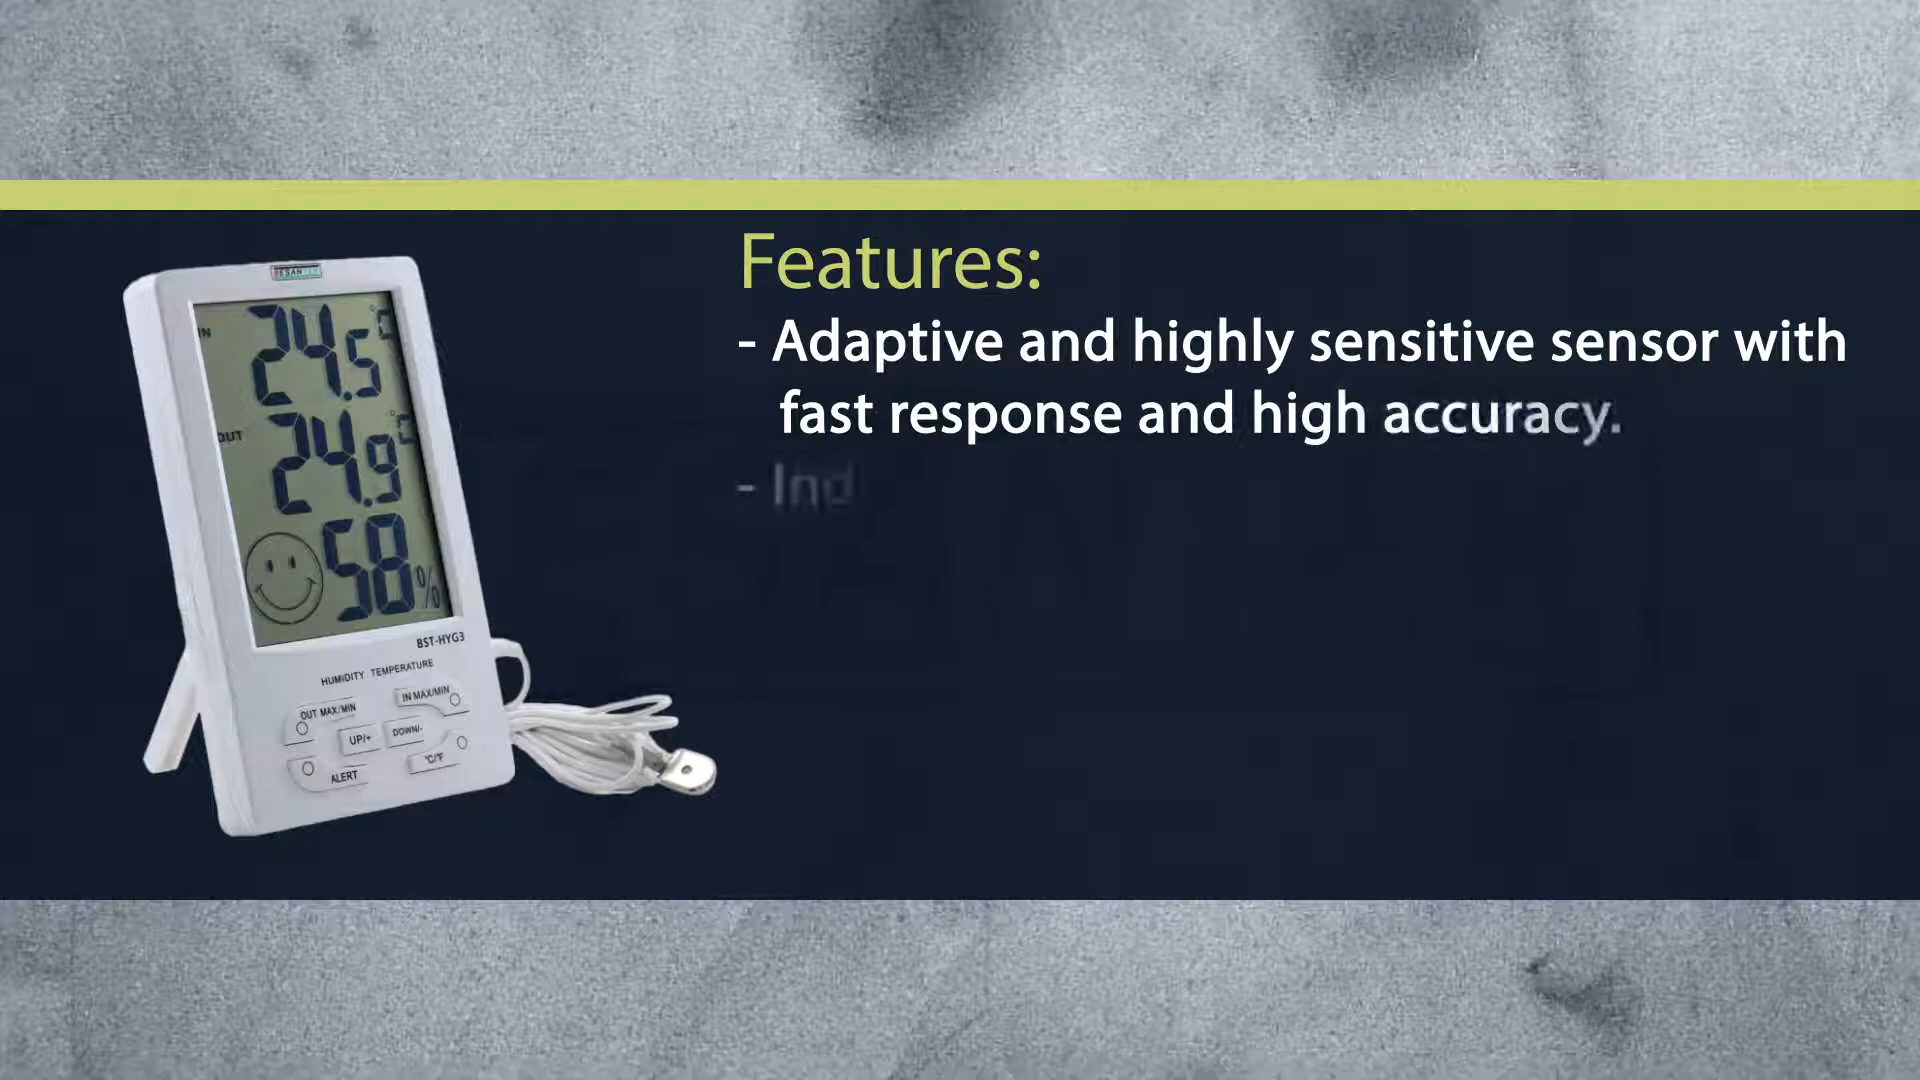 Features:
- Adaptive and highly sensitive sensor with
fast response and high accuracy.
- Ind
IN
24.5 °C
OUT
24.9 °C
58 %
BST-HYG3
HUMIDITY TEMPERATURE
OUT MAX/MIN
IN MAX/MIN
UP/+
DOWN/-
ALERT
°C/°F